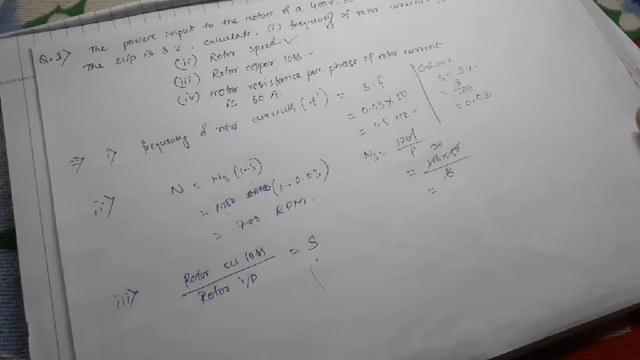 Q.1> The power input to the rotor of a 400V, 50
The slip is 3%, calculate, (i) frequency of rotor current
(ii) Rotor speed
(iii) Rotor copper loss.
(iv) rotor resistance per phase if rotor current
is 60 A.
Given
S = 3%
= 3/100
= 0.03
=> i) frequency of rotor current (f') = s.f
= 0.03×50
= 1.5 Hz
ii) N = Ns (1-s)
= (1-0.03)
= RPM.
Ns = 120f/P
=
=
iii) Rotor cu loss / Rotor i/p = S